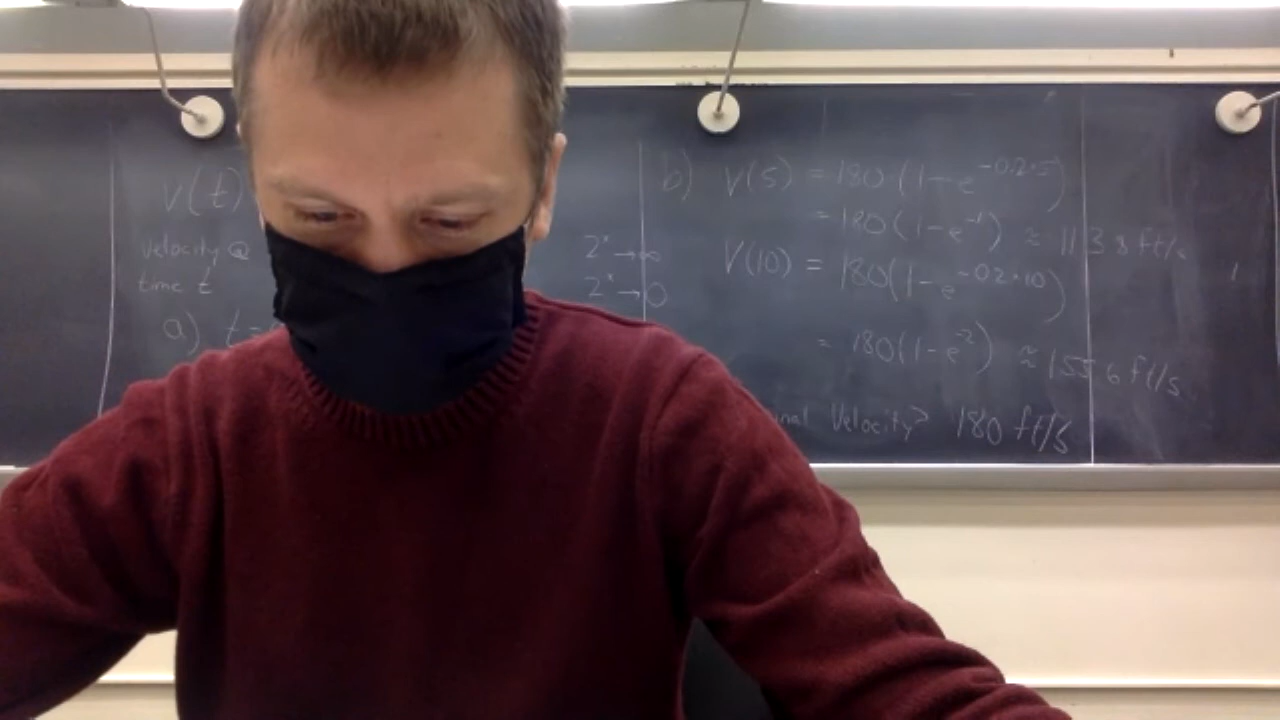 V(t)
velocity @
time t
a) t=
2ˣ → ∞
2ˣ → 0
b) V(5) = 180 (1-e^-0.2×5)
= 180 (1-e^-1) ≈ 113.8 ft/s
V(10) = 180(1-e^-0.2×10)
= 180(1-e^-2) ≈ 155.6 ft/s
nal Velocity? 180 ft/s